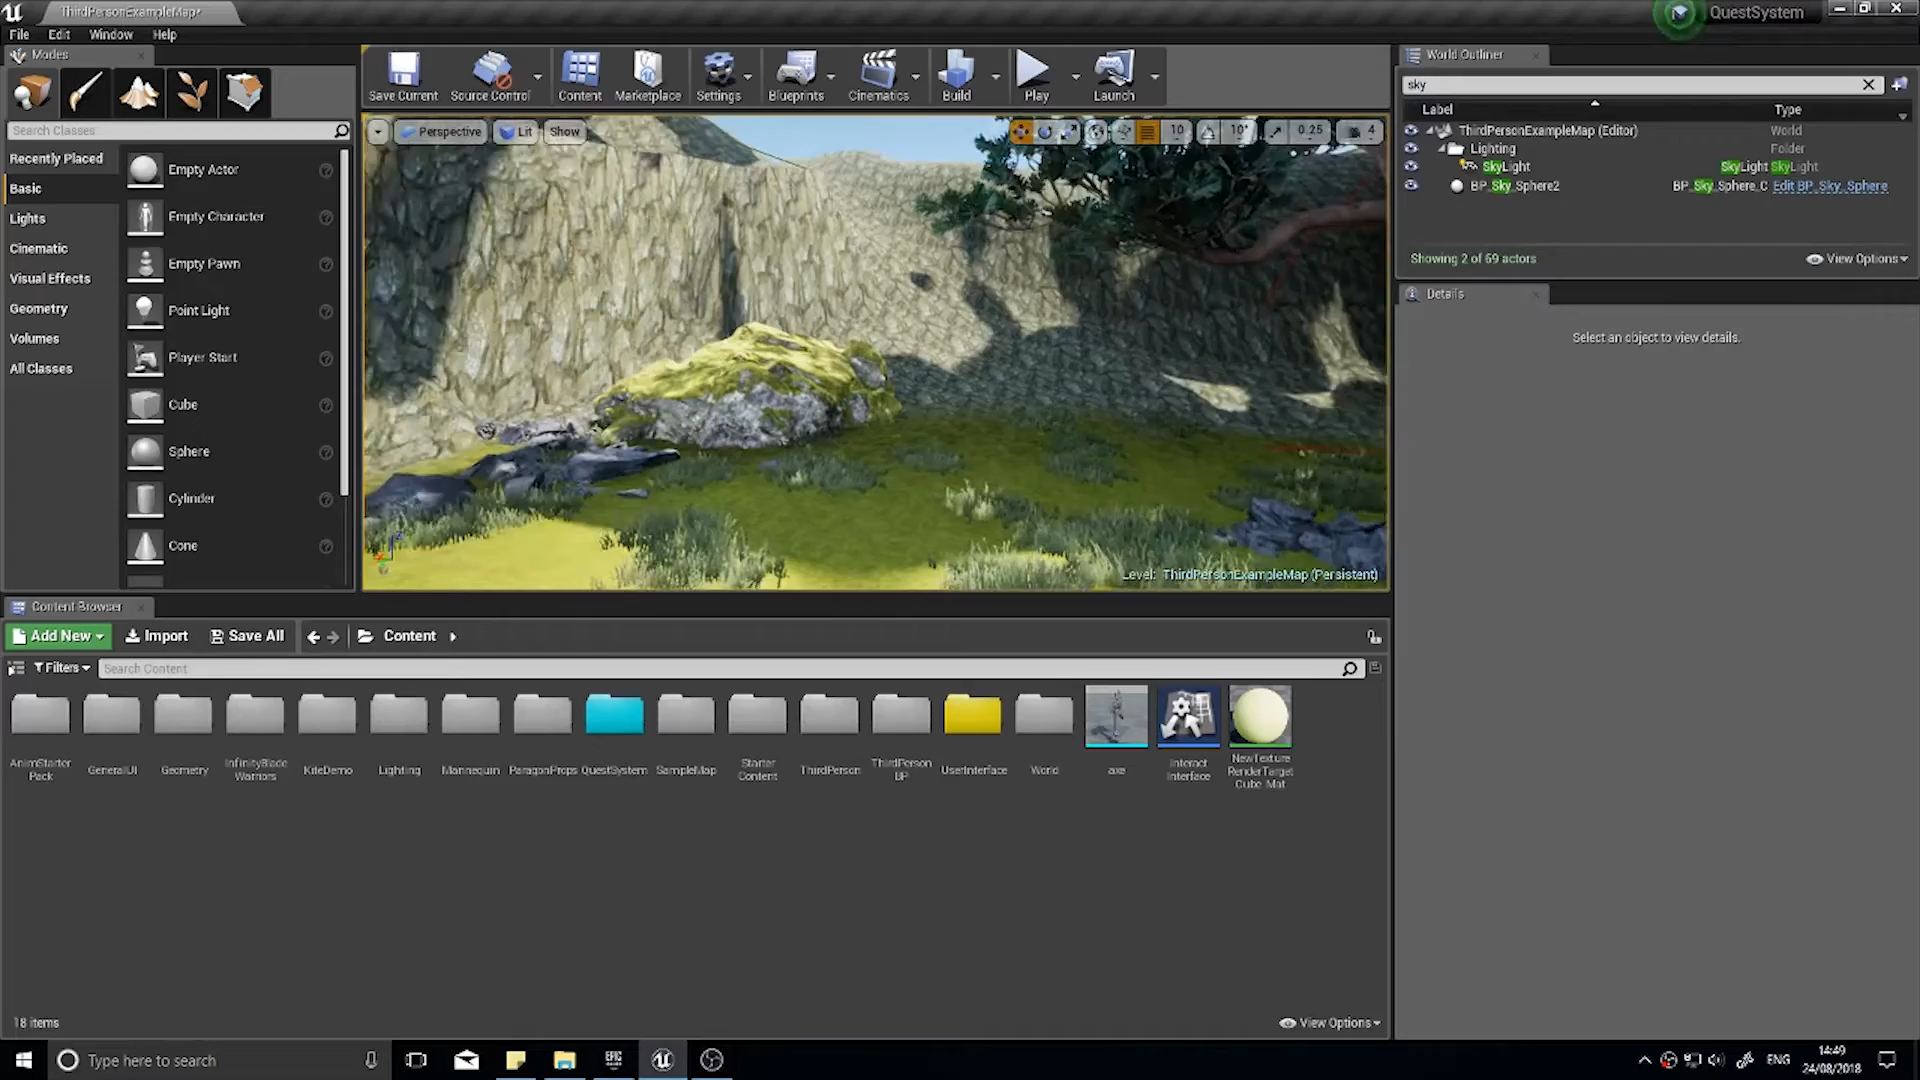 ThirdPersonExampleMap*
QuestSystem
File Edit Window Help
Modes
Save Current Source Control Content Marketplace Settings Blueprints Cinematics Build Play Launch
World Outliner
sky
Label Type
Search Classes
Perspective Lit Show 10 10° 0.25 4
ThirdPersonExampleMap (Editor) World
Lighting Folder
SkyLight SkyLight SkyLight
BP_Sky_Sphere2 BP_Sky_Sphere_C Edit BP_Sky_Sphere
Showing 2 of 69 actors View Options
Details
Select an object to view details.
Recently Placed
Basic
Lights
Cinematic
Visual Effects
Geometry
Volumes
All Classes
Empty Actor
Empty Character
Empty Pawn
Point Light
Player Start
Cube
Sphere
Cylinder
Cone
Level: ThirdPersonExampleMap (Persistent)
Content Browser
Add New Import Save All Content
Filters Search Content
AnimStarter
Pack
GeneralUI
Geometry
InfinityBlade
Warriors
KiteDemo
Lighting
Mannequin
ParagonProps
QuestSystem
SampleMap
Starter
Content
ThirdPerson
ThirdPerson
BP
UserInterface
World
axe
Interact
Interface
NewTexture
RenderTarget
Cube_Mat
18 items View Options
Type here to search
EPIC
GAMES
ENG
14:49
24/08/2018